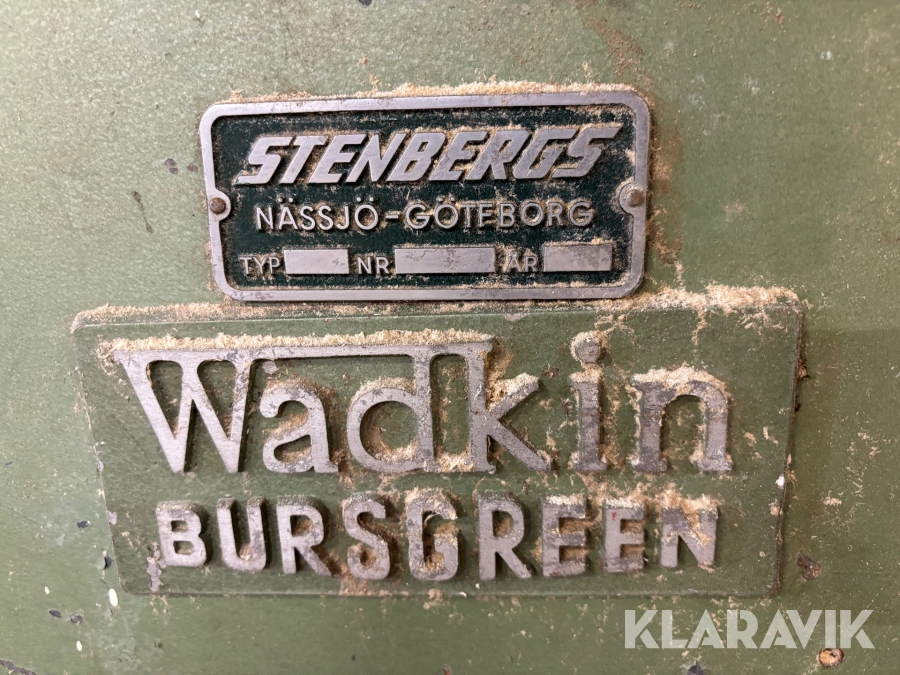 STENBERGS
NÄSSJÖ-GÖTEBORG
TYP NR ÅR
Wadkin
BURSGREEN
KLARAVIK